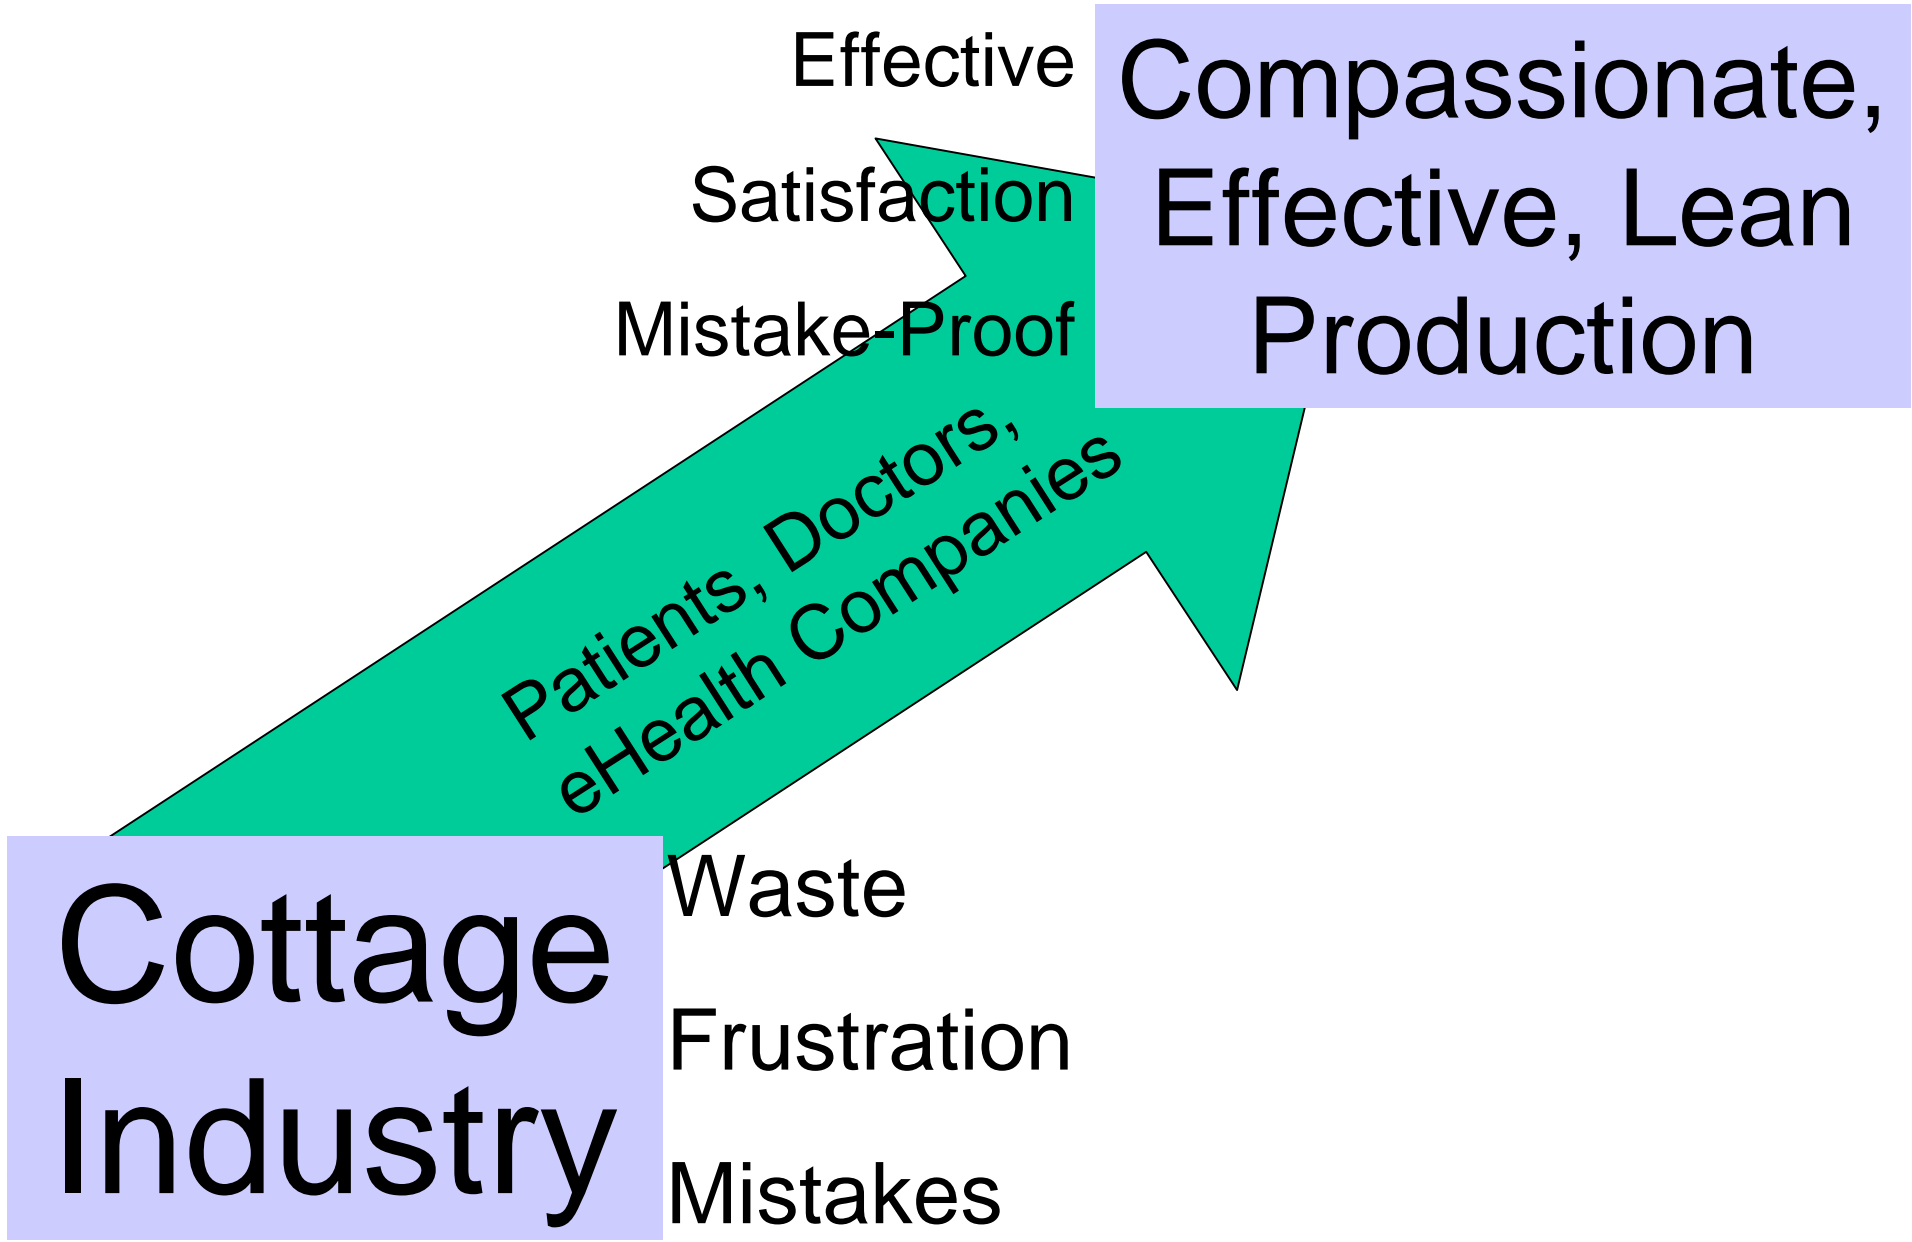 Effective
Satisfaction
Mistake-Proof
Compassionate,
Effective, Lean
Production
Patients, Doctors,
eHealth Companies
Cottage
Industry
Waste
Frustration
Mistakes